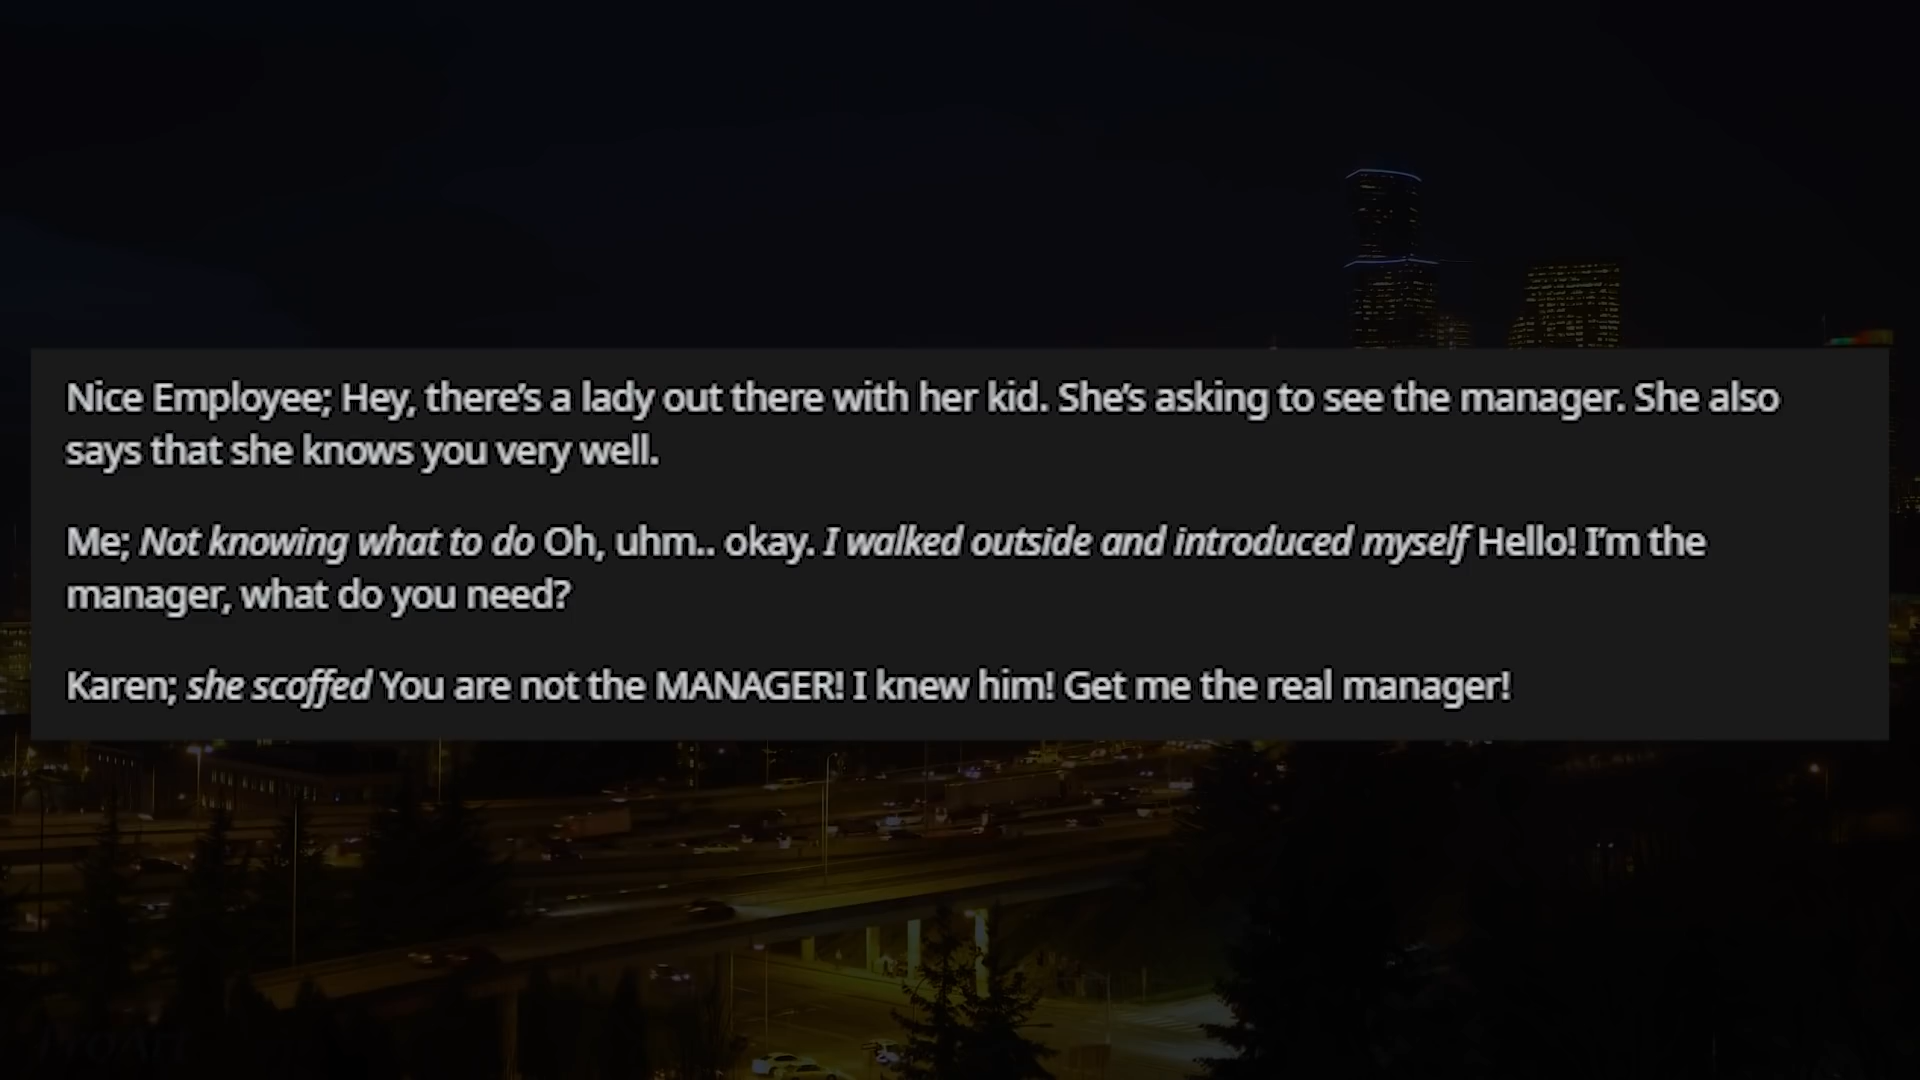 Nice Employee; Hey, there’s a lady out there with her kid. She’s asking to see the manager. She also
says that she knows you very well.
Me; Not knowing what to do Oh, uhm.. okay. I walked outside and introduced myself Hello! I’m the
manager, what do you need?
Karen; she scoffed You are not the MANAGER! I knew him! Get me the real manager!